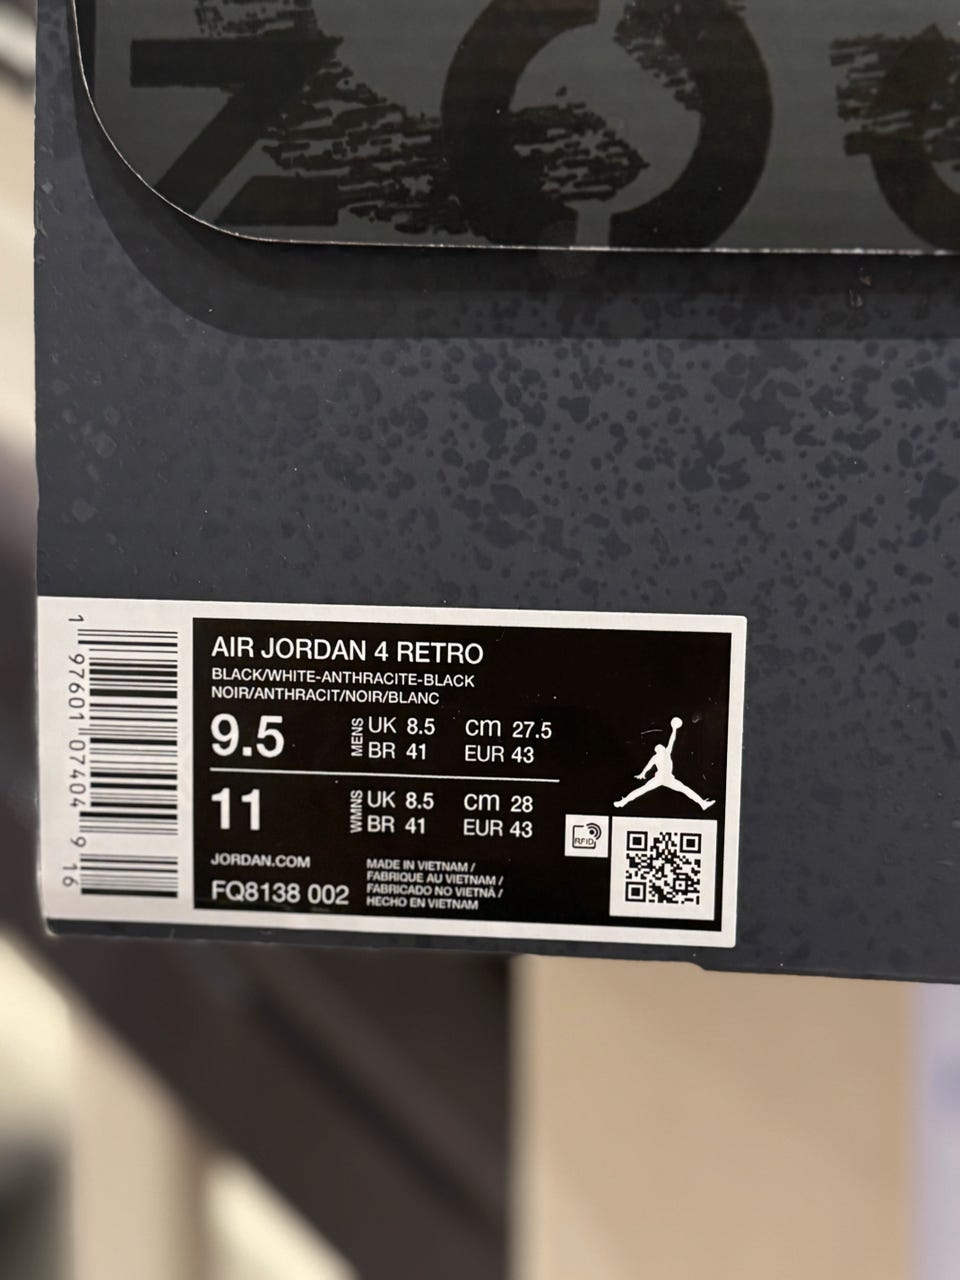 AIR JORDAN 4 RETRO
BLACK/WHITE-ANTHRACITE-BLACK
NOIR/ANTHRACIT/NOIR/BLANC
9.5 MENS UK 8.5 cm 27.5
BR 41 EUR 43
11 WMNS UK 8.5 cm 28
BR 41 EUR 43
RFID
JORDAN.COM
FQ8138 002
MADE IN VIETNAM /
FABRIQUE AU VIETNAM /
FABRICADO NO VIETNÃ /
HECHO EN VIETNAM
1 97601 07404 9 16